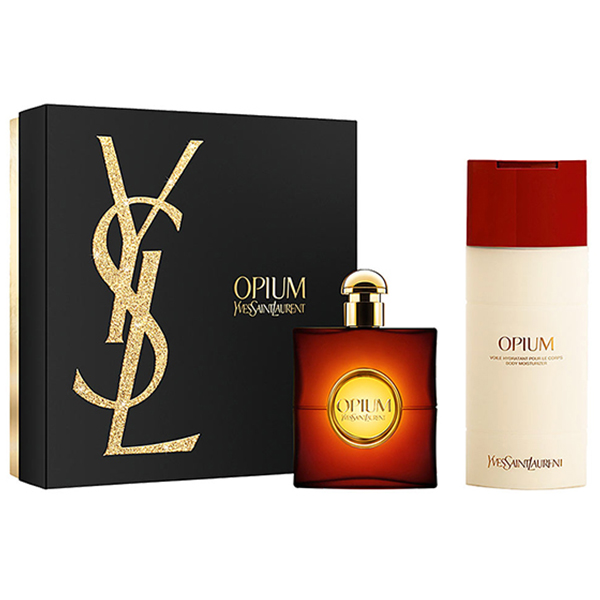 YSL
OPIUM
YVESSAINTLAURENT
OPIUM
YVESSAINTLAURENT
OPIUM
VOILE HYDRATANT POUR LE CORPS
BODY MOISTURIZER
YVESSAINTLAURENT